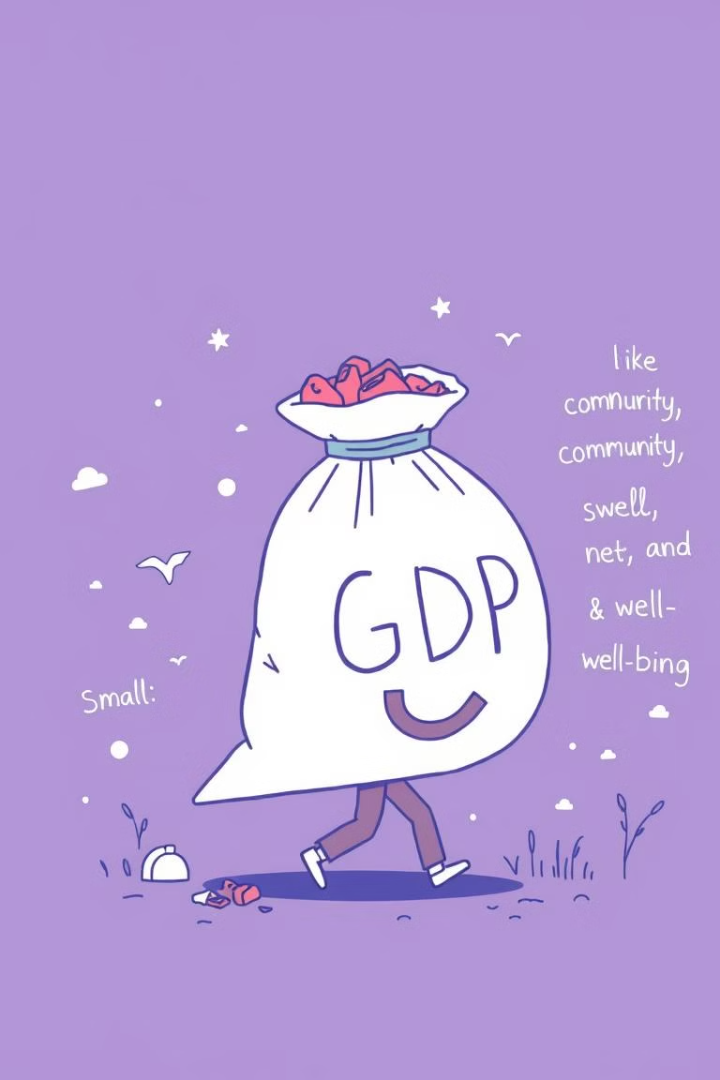 like
comnurity,
community,
swell,
net, and
& well-
well-bing
GDP
Small: